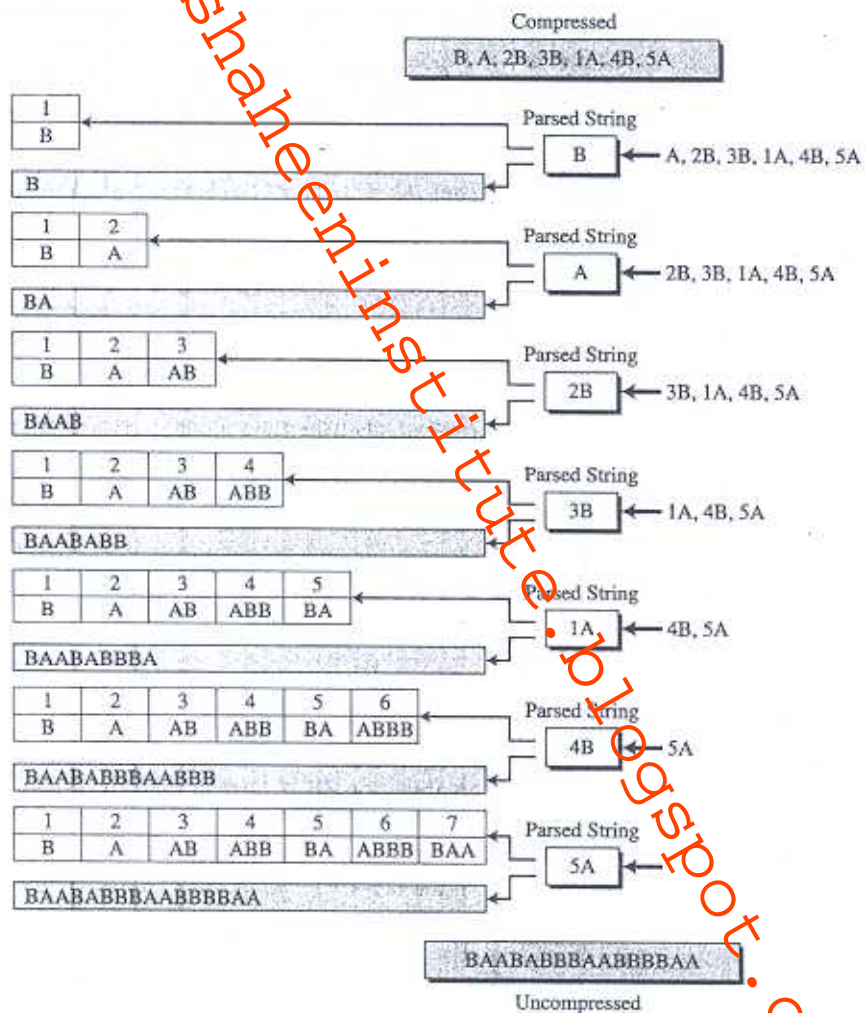 Compressed
B, A, 2B, 3B, 1A, 4B, 5A
1
B
Parsed String
B
A, 2B, 3B, 1A, 4B, 5A
B
1 2
B A
Parsed String
A
2B, 3B, 1A, 4B, 5A
BA
1 2 3
B A AB
Parsed String
2B
3B, 1A, 4B, 5A
BAAB
1 2 3 4
B A AB ABB
Parsed String
3B
1A, 4B, 5A
BAABABB
1 2 3 4 5
B A AB ABB BA
Parsed String
1A
4B, 5A
BAABABBBA
1 2 3 4 5 6
B A AB ABB BA ABBB
Parsed String
4B
5A
BAABABBBAABBB
1 2 3 4 5 6 7
B A AB ABB BA ABBB BAA
Parsed String
5A
BAABABBBAABBBBAA
BAABABBBAABBBBAA
Uncompressed
shaheeninstitute.blogspot.c